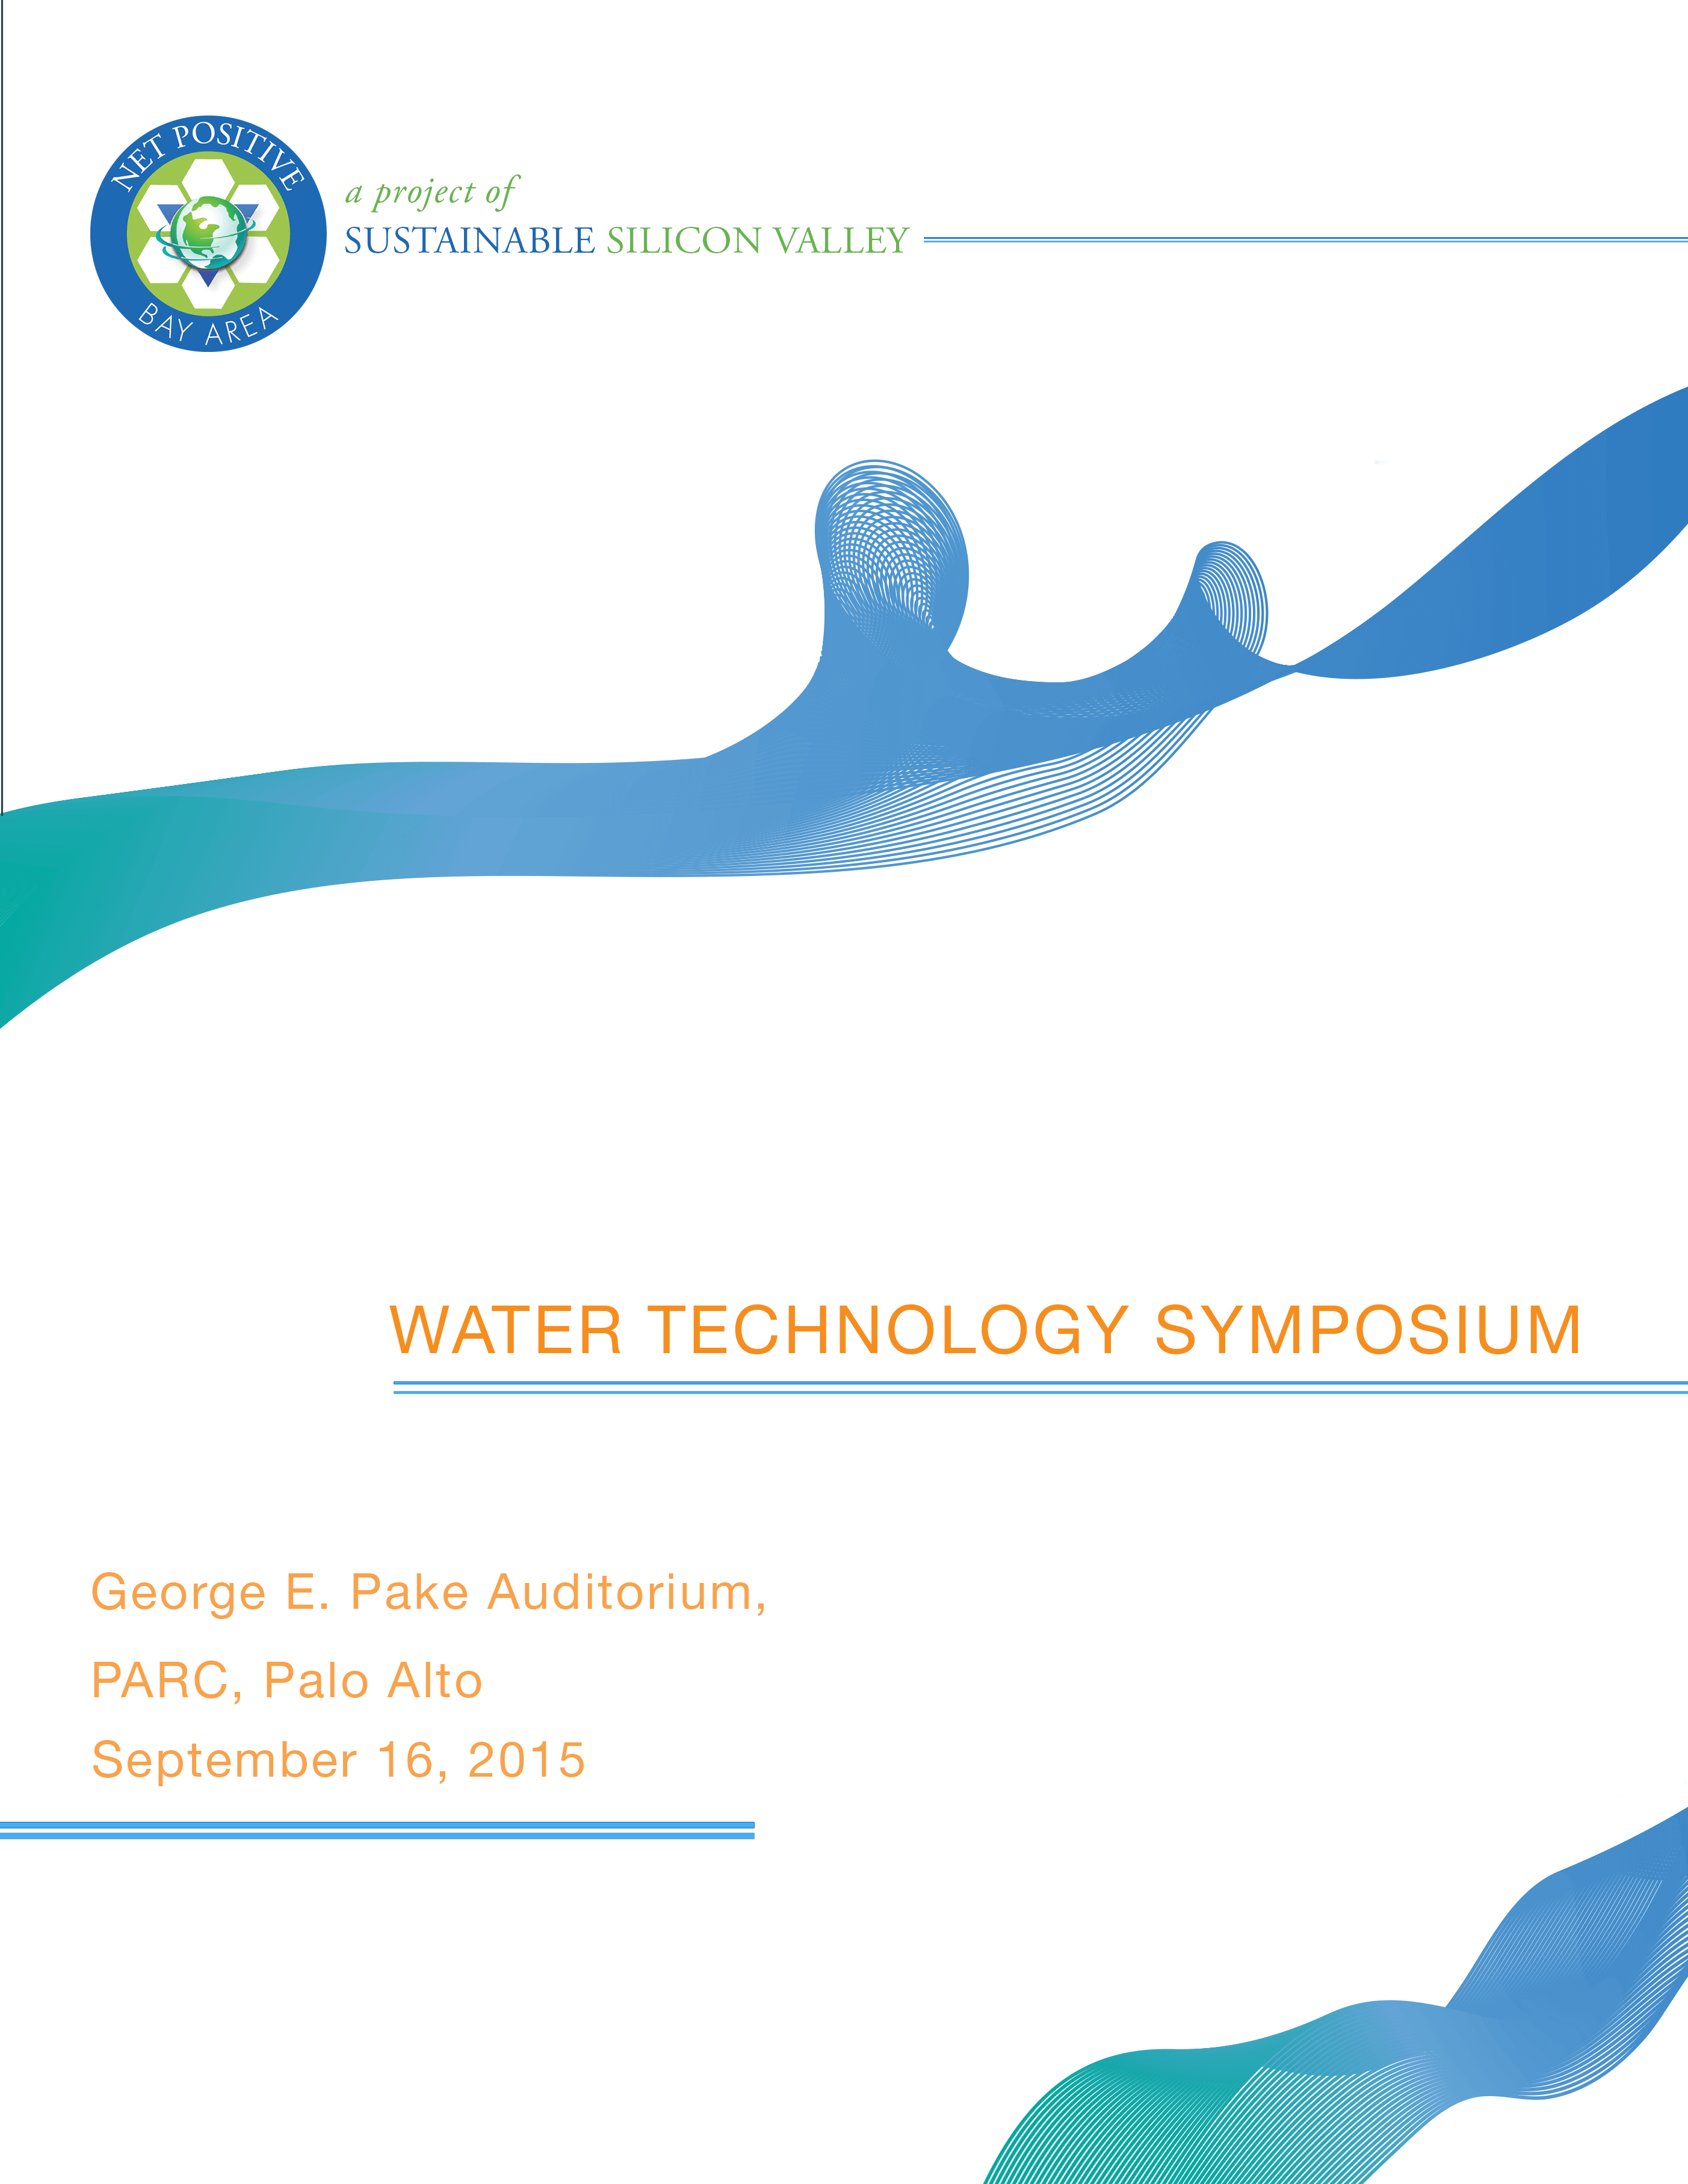 NET POSITIVE
BAY AREA
a project of
SUSTAINABLE SILICON VALLEY
WATER TECHNOLOGY SYMPOSIUM
George E. Pake Auditorium,
PARC, Palo Alto
September 16, 2015